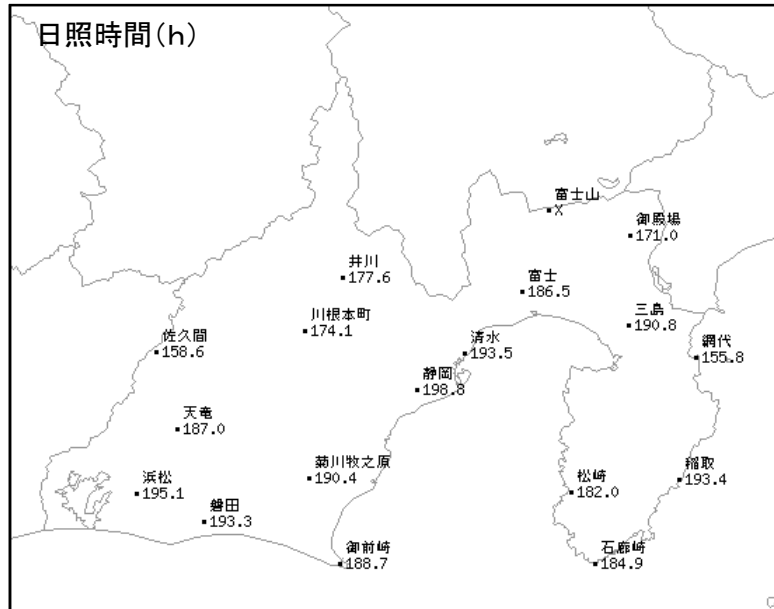 日照時間(h)
富士山
X
御殿場
171.0
井川
177.6
富士
186.5
川根本町
174.1
三島
190.8
佐久間
158.6
清水
193.5
網代
155.8
静岡
198.8
天竜
187.0
菊川牧之原
190.4
稲取
193.4
浜松
195.1
松崎
182.0
磐田
193.3
御前崎
188.7
石廊崎
184.9